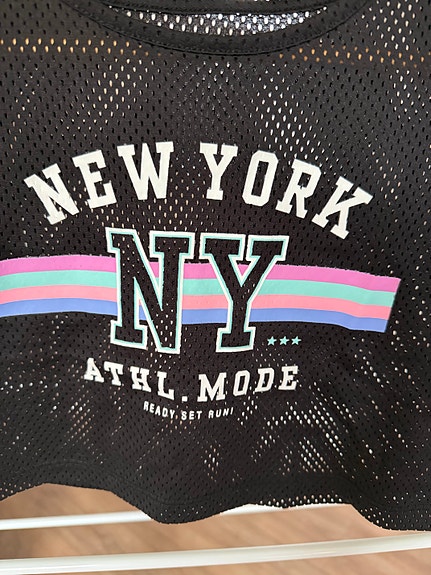 NEW YORK
NY
ATHL.MODE
READY, SET RUN!